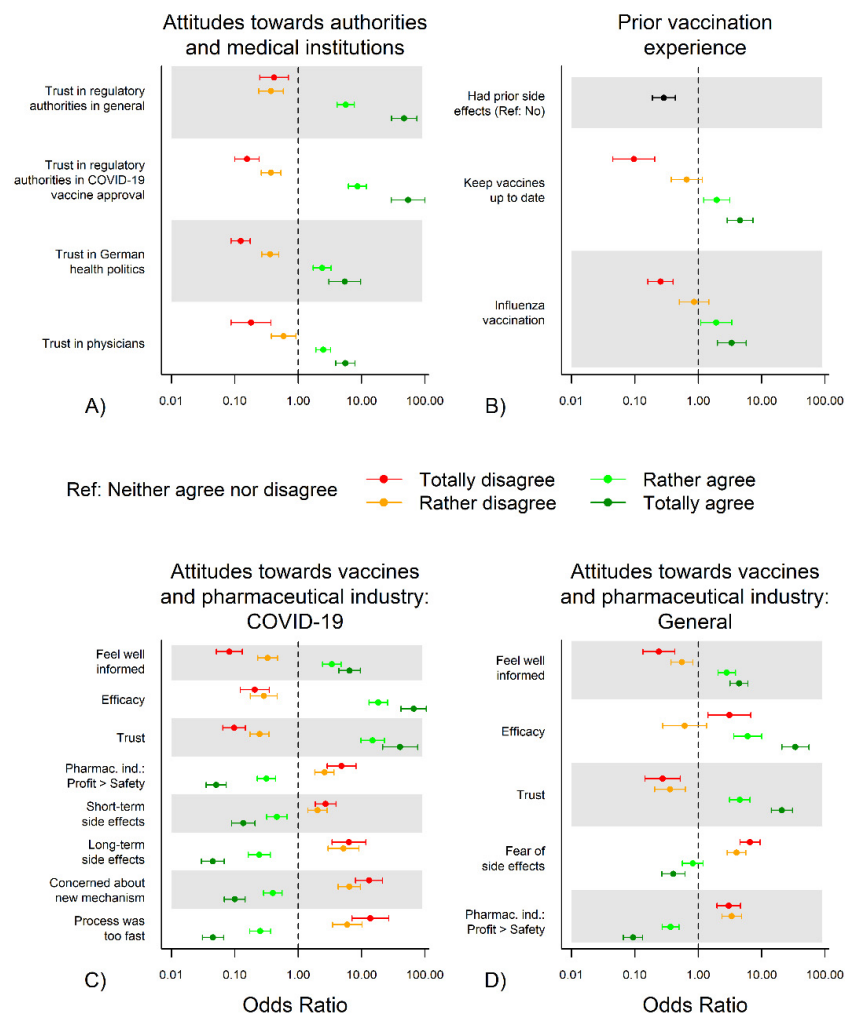 Attitudes towards authorities
and medical institutions
Trust in regulatory
authorities in general
Trust in regulatory
authorities in COVID-19
vaccine approval
Trust in German
health politics
Trust in physicians
A)
0.01 0.10 1.00 10.00 100.00
Prior vaccination
experience
Had prior side
effects (Ref: No)
Keep vaccines
up to date
Influenza
vaccination
B)
0.01 0.10 1.00 10.00 100.00
Ref: Neither agree nor disagree
Totally disagree
Rather disagree
Rather agree
Totally agree
Attitudes towards vaccines
and pharmaceutical industry:
COVID-19
Feel well
informed
Efficacy
Trust
Pharmac. ind.:
Profit > Safety
Short-term
side effects
Long-term
side effects
Concerned about
new mechanism
Process was
too fast
C)
0.01 0.10 1.00 10.00 100.00
Odds Ratio
Attitudes towards vaccines
and pharmaceutical industry:
General
Feel well
informed
Efficacy
Trust
Fear of
side effects
Pharmac. ind.:
Profit > Safety
D)
0.01 0.10 1.00 10.00 100.00
Odds Ratio